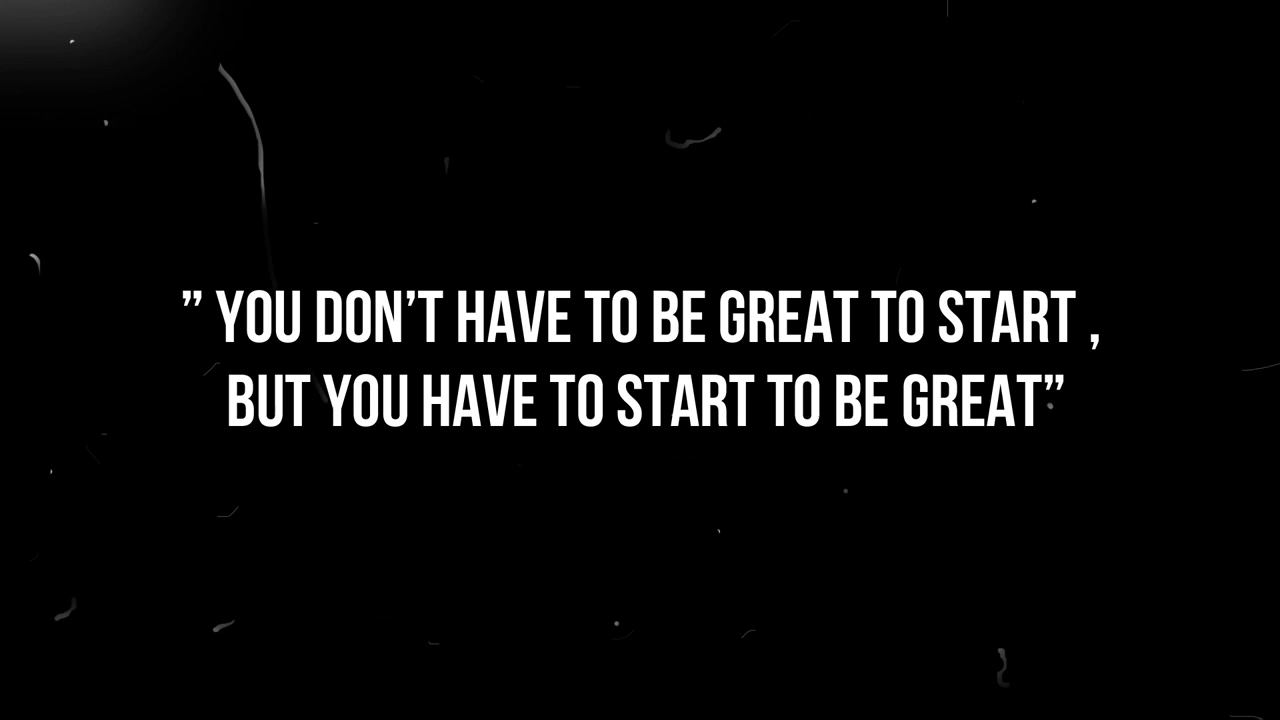 ” YOU DON’T HAVE TO BE GREAT TO START ,
BUT YOU HAVE TO START TO BE GREAT”